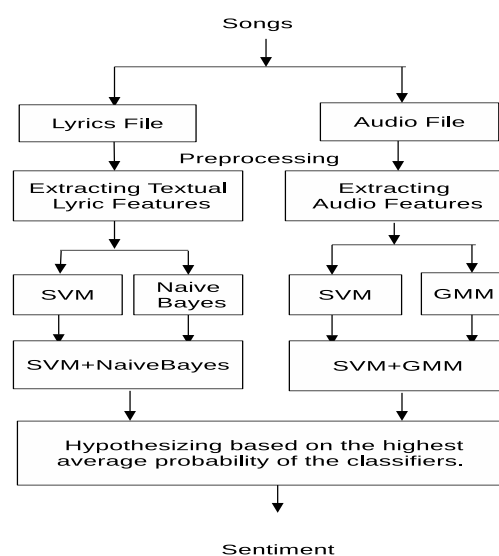 Songs
Lyrics File
Audio File
Preprocessing
Extracting Textual
Lyric Features
Extracting
Audio Features
SVM
Naive
Bayes
SVM
GMM
SVM+NaiveBayes
SVM+GMM
Hypothesizing based on the highest
average probability of the classifiers.
Sentiment